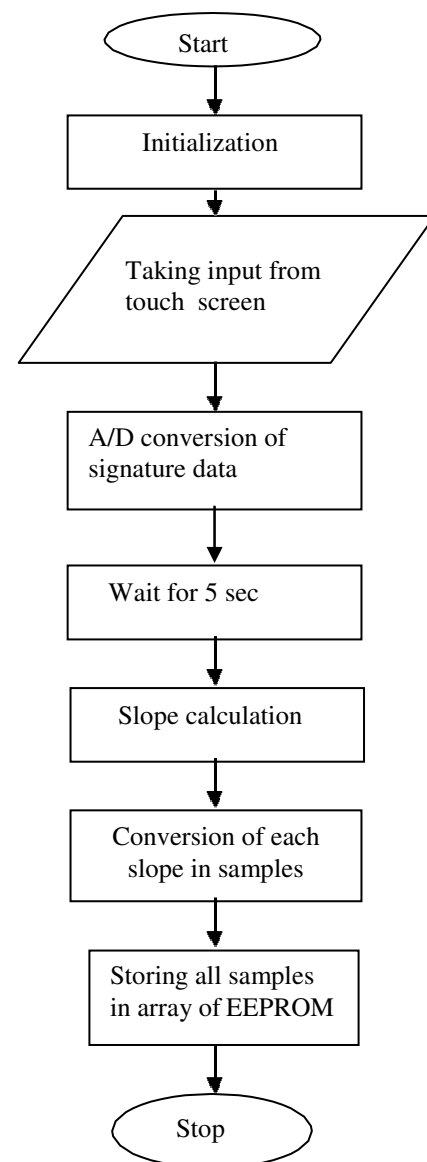 Start
Initialization
Taking input from
touch screen
A/D conversion of
signature data
Wait for 5 sec
Slope calculation
Conversion of each
slope in samples
Storing all samples
in array of EEPROM
Stop